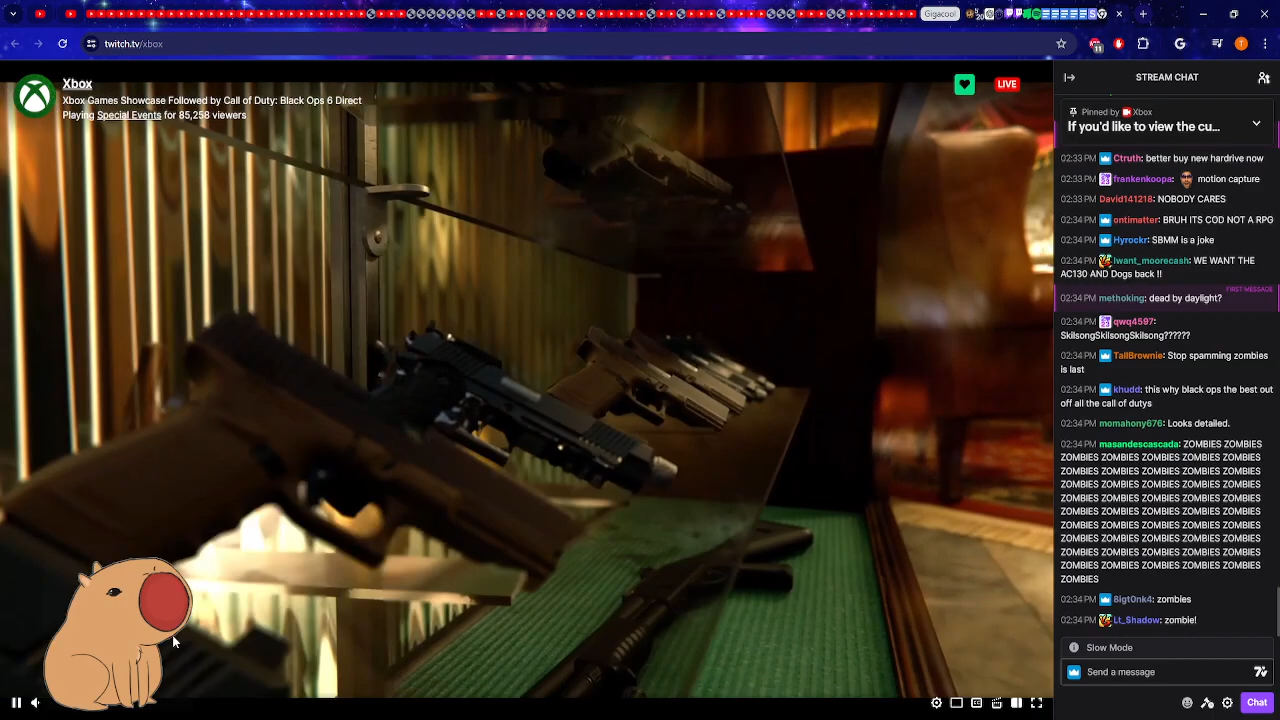 Gigacool
twitch.tv/xbox
11
T
Xbox
Xbox Games Showcase Followed by Call of Duty: Black Ops 6 Direct
Playing Special Events for 85,258 viewers
LIVE
STREAM CHAT
Pinned by Xbox
If you'd like to view the cu...
02:33 PM Ctruth: better buy new hardrive now
02:33 PM frankenkoopa: motion capture
02:33 PM David141218: NOBODY CARES
02:34 PM ontimatter: BRUH ITS COD NOT A RPG
02:34 PM Hyrockr: SBMM is a joke
02:34 PM Iwant_moorecash: WE WANT THE
AC130 AND Dogs back !!
FIRST MESSAGE
02:34 PM methoking: dead by daylight?
02:34 PM qwq4597:
SkilsongSkilsongSkilsong??????
02:34 PM TallBrownie: Stop spamming zombies
is last
02:34 PM khudd: this why black ops the best out
off all the call of dutys
02:34 PM momahony676: Looks detailed.
02:34 PM masandescascada: ZOMBIES ZOMBIES
ZOMBIES ZOMBIES ZOMBIES ZOMBIES ZOMBIES
ZOMBIES ZOMBIES ZOMBIES ZOMBIES ZOMBIES
ZOMBIES ZOMBIES ZOMBIES ZOMBIES ZOMBIES
ZOMBIES ZOMBIES ZOMBIES ZOMBIES ZOMBIES
ZOMBIES ZOMBIES ZOMBIES ZOMBIES ZOMBIES
ZOMBIES ZOMBIES ZOMBIES ZOMBIES ZOMBIES
ZOMBIES ZOMBIES ZOMBIES ZOMBIES ZOMBIES
ZOMBIES ZOMBIES ZOMBIES ZOMBIES ZOMBIES
ZOMBIES ZOMBIES ZOMBIES ZOMBIES ZOMBIES
ZOMBIES
02:34 PM 8igt0nk4: zombies
02:34 PM Lt_Shadow: zombie!
Slow Mode
Send a message
Chat